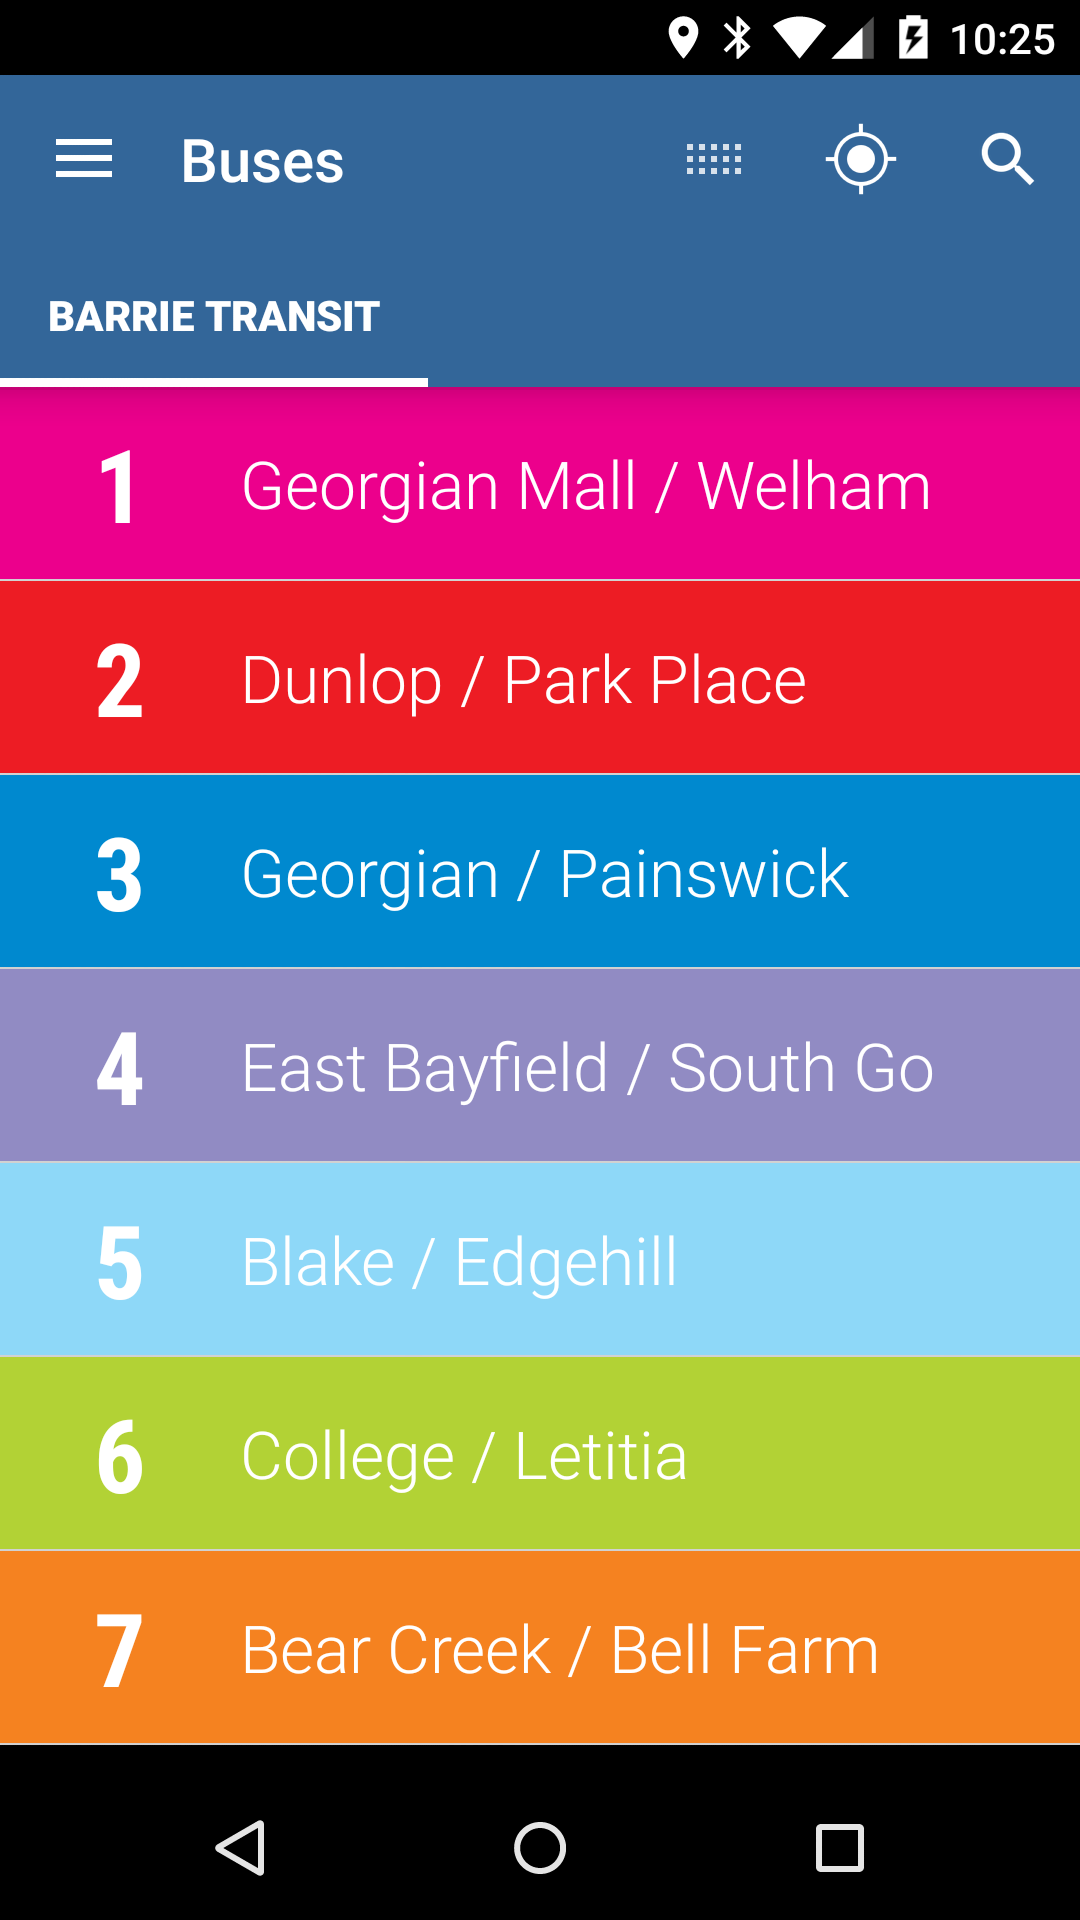 10:25
Buses
BARRIE TRANSIT
1 Georgian Mall / Welham
2 Dunlop / Park Place
3 Georgian / Painswick
4 East Bayfield / South Go
5 Blake / Edgehill
6 College / Letitia
7 Bear Creek / Bell Farm